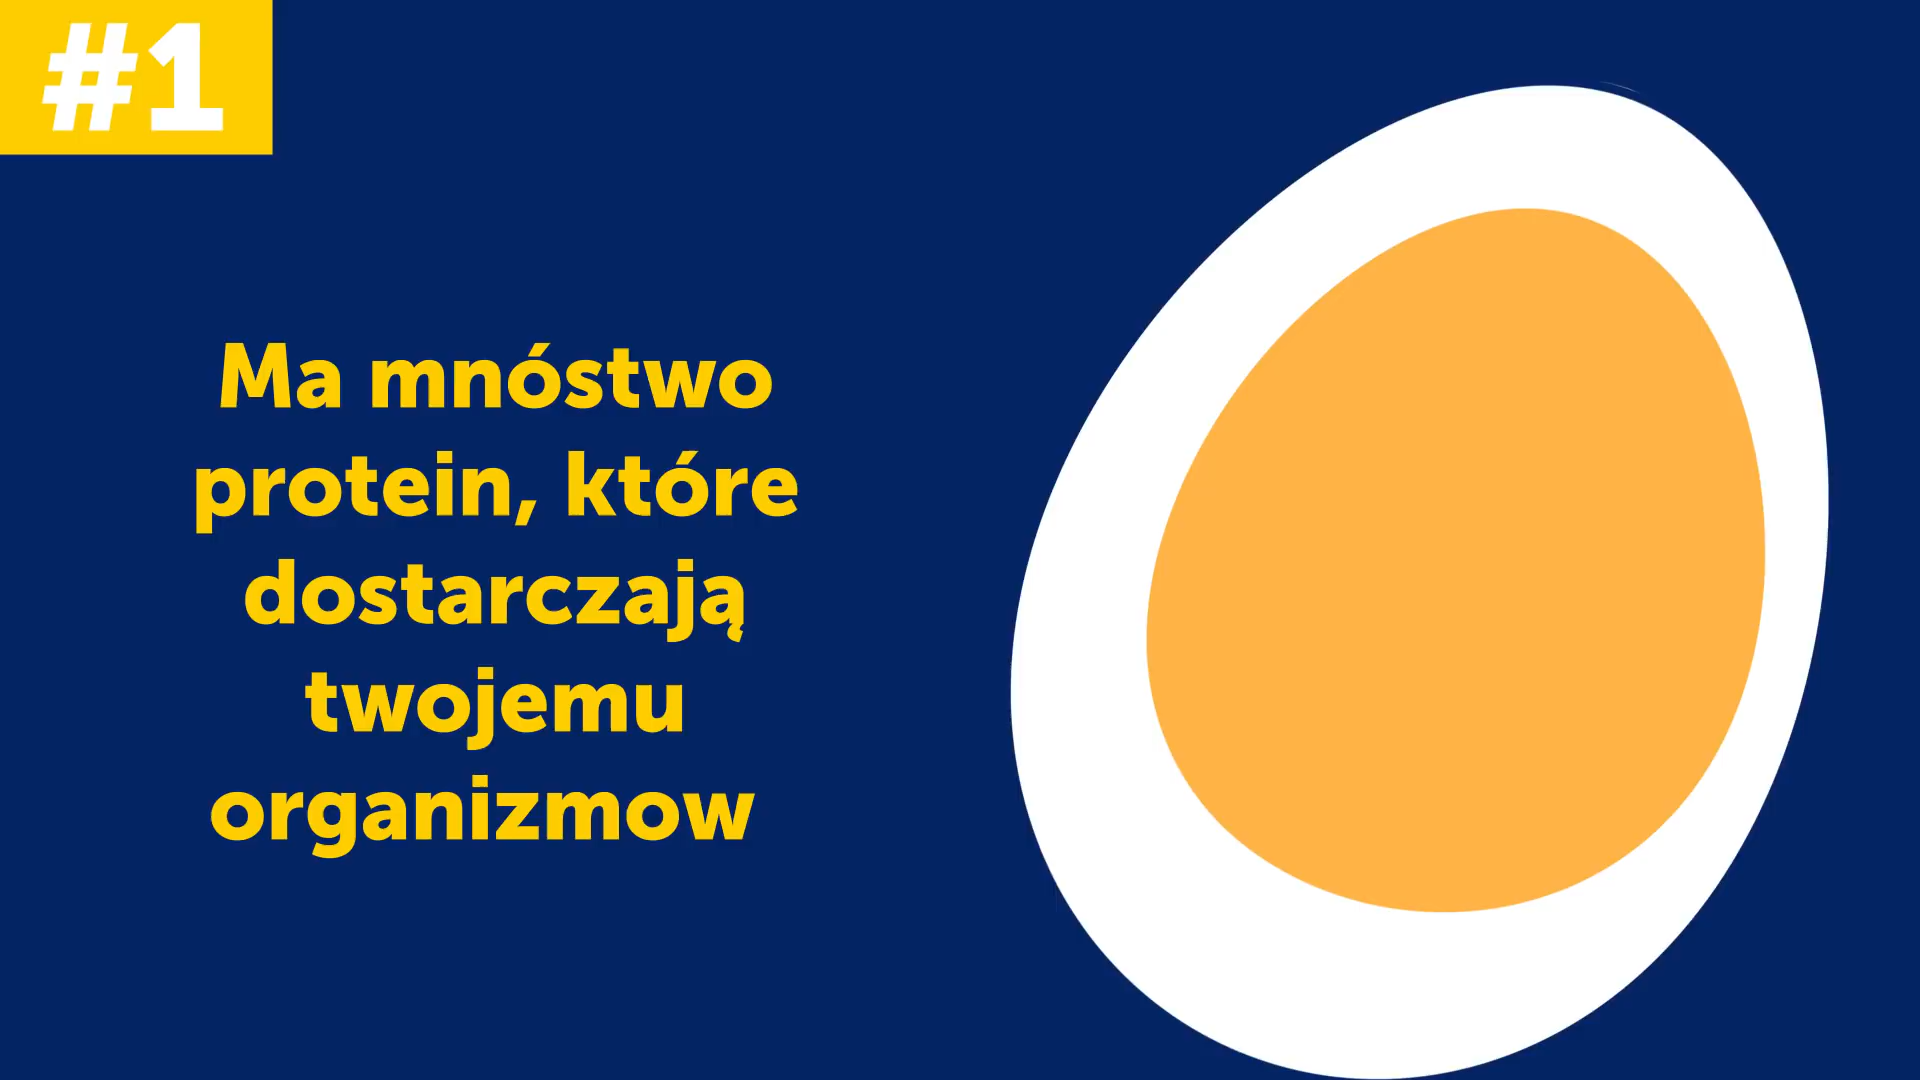 #1
Ma mnóstwo
protein, które
dostarczają
twojemu
organizmow